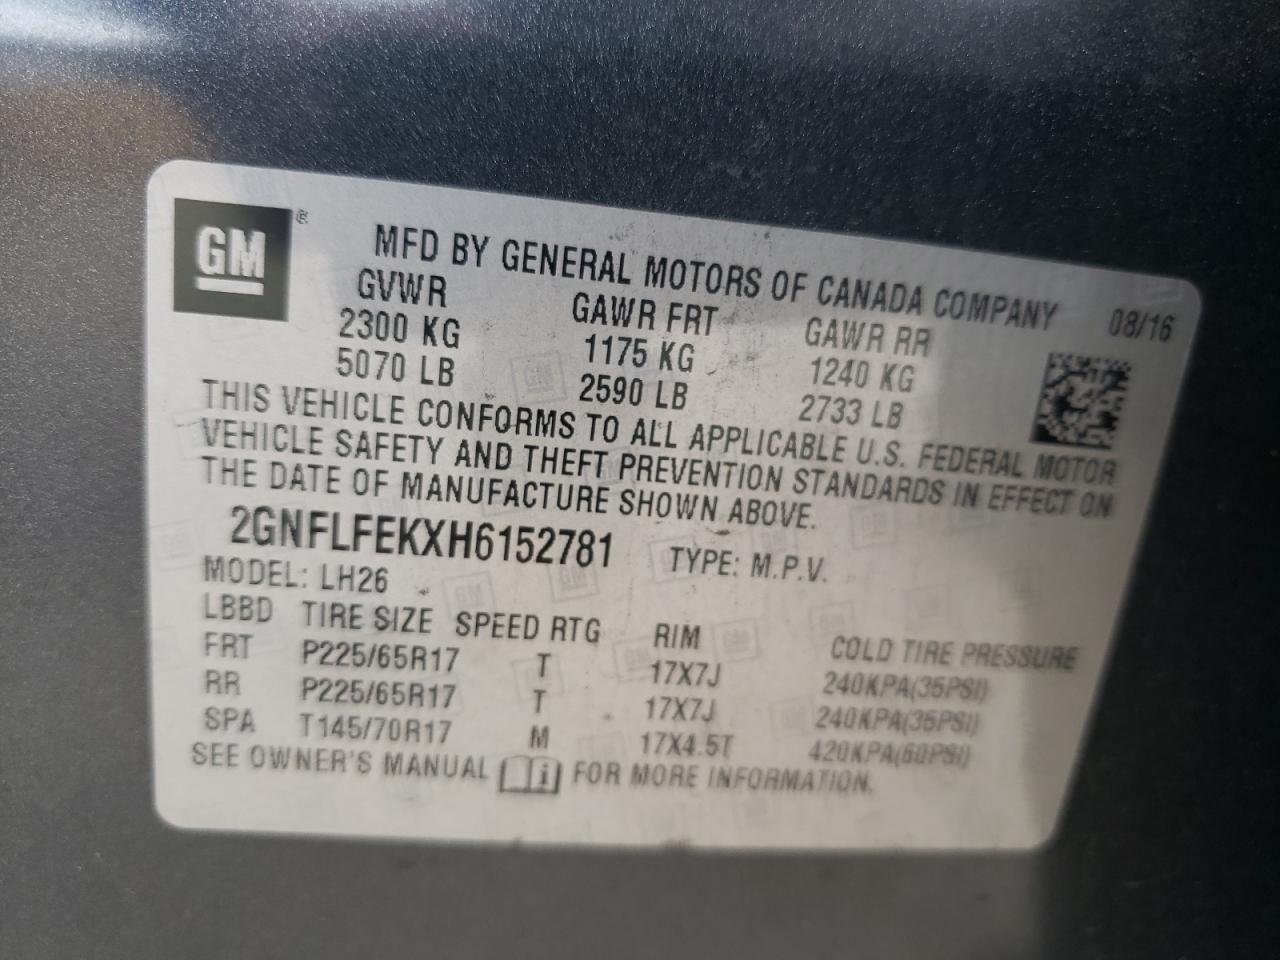 GM ®
MFD BY GENERAL MOTORS OF CANADA COMPANY
08/16
GVWR GAWR FRT GAWR RR
2300 KG 1175 KG 1240 KG
5070 LB 2590 LB 2733 LB
THIS VEHICLE CONFORMS TO ALL APPLICABLE U.S. FEDERAL MOTOR
VEHICLE SAFETY AND THEFT PREVENTION STANDARDS IN EFFECT ON
THE DATE OF MANUFACTURE SHOWN ABOVE.
2GNFLFEKXH6152781 TYPE: M.P.V.
MODEL: LH26
LBBD TIRE SIZE SPEED RTG RIM COLD TIRE PRESSURE
FRT P225/65R17 T 17X7J 240KPA(35PSI)
RR P225/65R17 T 17X7J 240KPA(35PSI)
SPA T145/70R17 M 17X4.5T 420KPA(60PSI)
SEE OWNER'S MANUAL i FOR MORE INFORMATION.